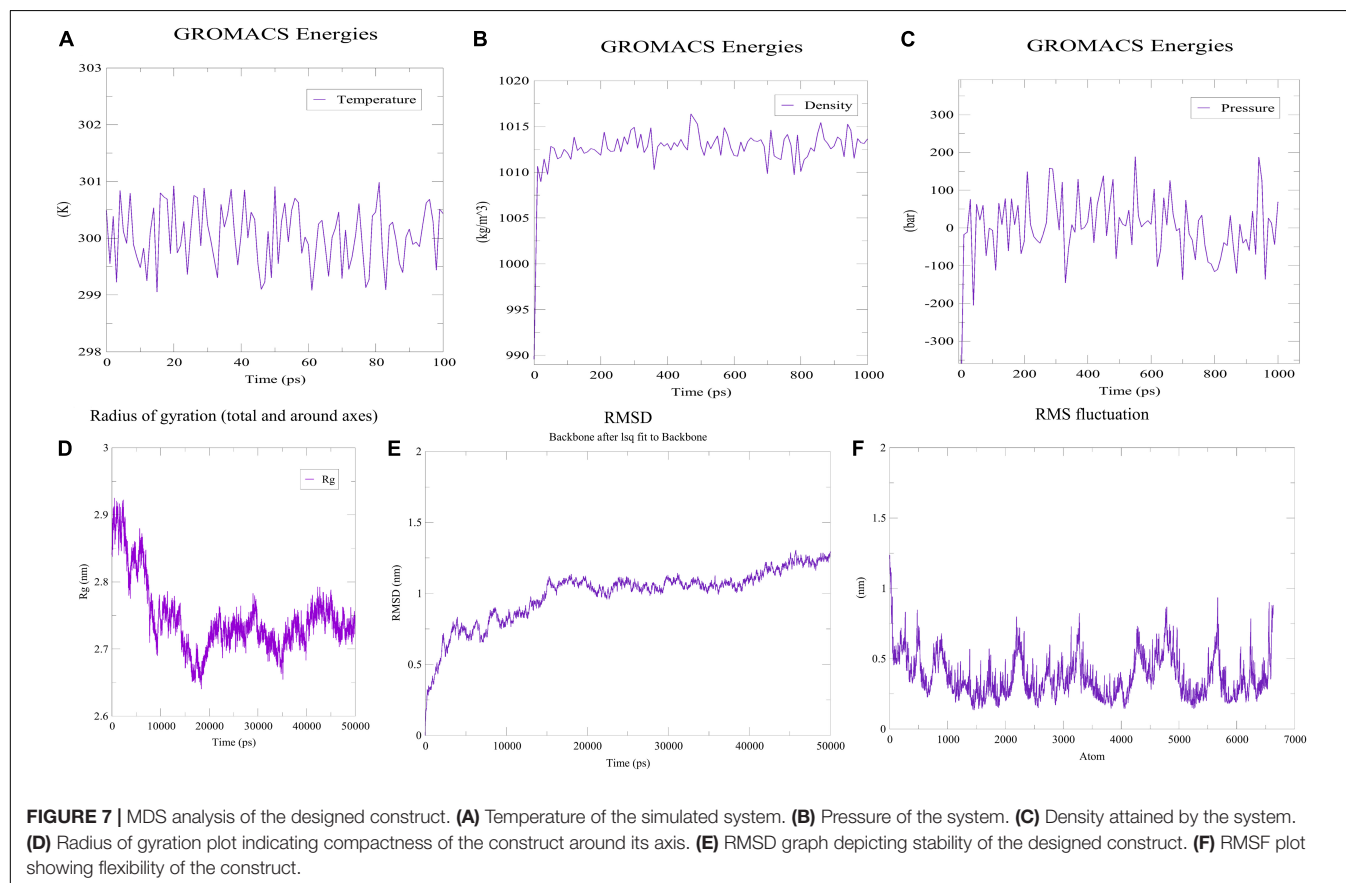 A
GROMACS Energies
303
302
301
300
299
298
(K)
Temperature
0
20
40
60
80
100
Time (ps)
B
GROMACS Energies
1020
1015
1010
1005
1000
995
990
(kg/m^3)
Density
0
200
400
600
800
1000
Time (ps)
C
GROMACS Energies
300
200
100
0
-100
-200
-300
(bar)
Pressure
0
200
400
600
800
1000
Time (ps)
Radius of gyration (total and around axes)
D
3
2.9
2.8
2.7
2.6
Rg (nm)
Rg
0
10000
20000
30000
40000
50000
Time (ps)
RMSD
Backbone after lsq fit to Backbone
E
2
1.5
1
0.5
0
RMSD (nm)
0
10000
20000
30000
40000
50000
Time (ps)
RMS fluctuation
F
2
1.5
1
0.5
0
(nm)
0
1000
2000
3000
4000
5000
6000
7000
Atom
FIGURE 7 | MDS analysis of the designed construct. (A) Temperature of the simulated system. (B) Pressure of the system. (C) Density attained by the system.
(D) Radius of gyration plot indicating compactness of the construct around its axis. (E) RMSD graph depicting stability of the designed construct. (F) RMSF plot
showing flexibility of the construct.